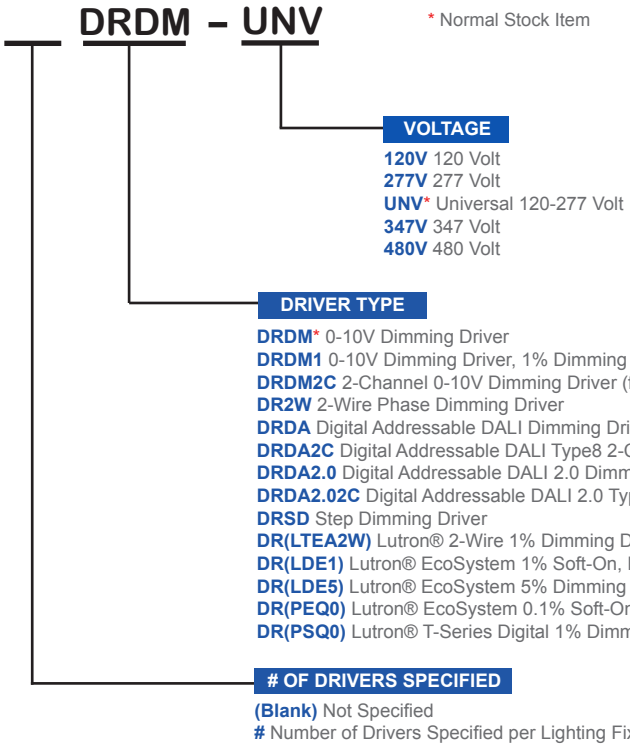 DRDM – UNV
* Normal Stock Item
VOLTAGE
120V 120 Volt
277V 277 Volt
UNV* Universal 120-277 Volt
347V 347 Volt
480V 480 Volt
DRIVER TYPE
DRDM* 0-10V Dimming Driver
DRDM1 0-10V Dimming Driver, 1% Dimming
DRDM2C 2-Channel 0-10V Dimming Driver
DR2W 2-Wire Phase Dimming Driver
DRDA Digital Addressable DALI Dimming
DRDA2C Digital Addressable DALI Type8
DRDA2.0 Digital Addressable DALI 2.0
DRDA2.02C Digital Addressable DALI 2.0
DRSD Step Dimming Driver
DR(LTEA2W) Lutron® 2-Wire 1% Dimming
DR(LDE1) Lutron® EcoSystem 1% Soft-On,
DR(LDE5) Lutron® EcoSystem 5% Dimming
DR(PEQ0) Lutron® EcoSystem 0.1%
DR(PSQ0) Lutron® T-Series Digital 1%
# OF DRIVERS SPECIFIED
(Blank) Not Specified
# Number of Drivers Specified per Lighting